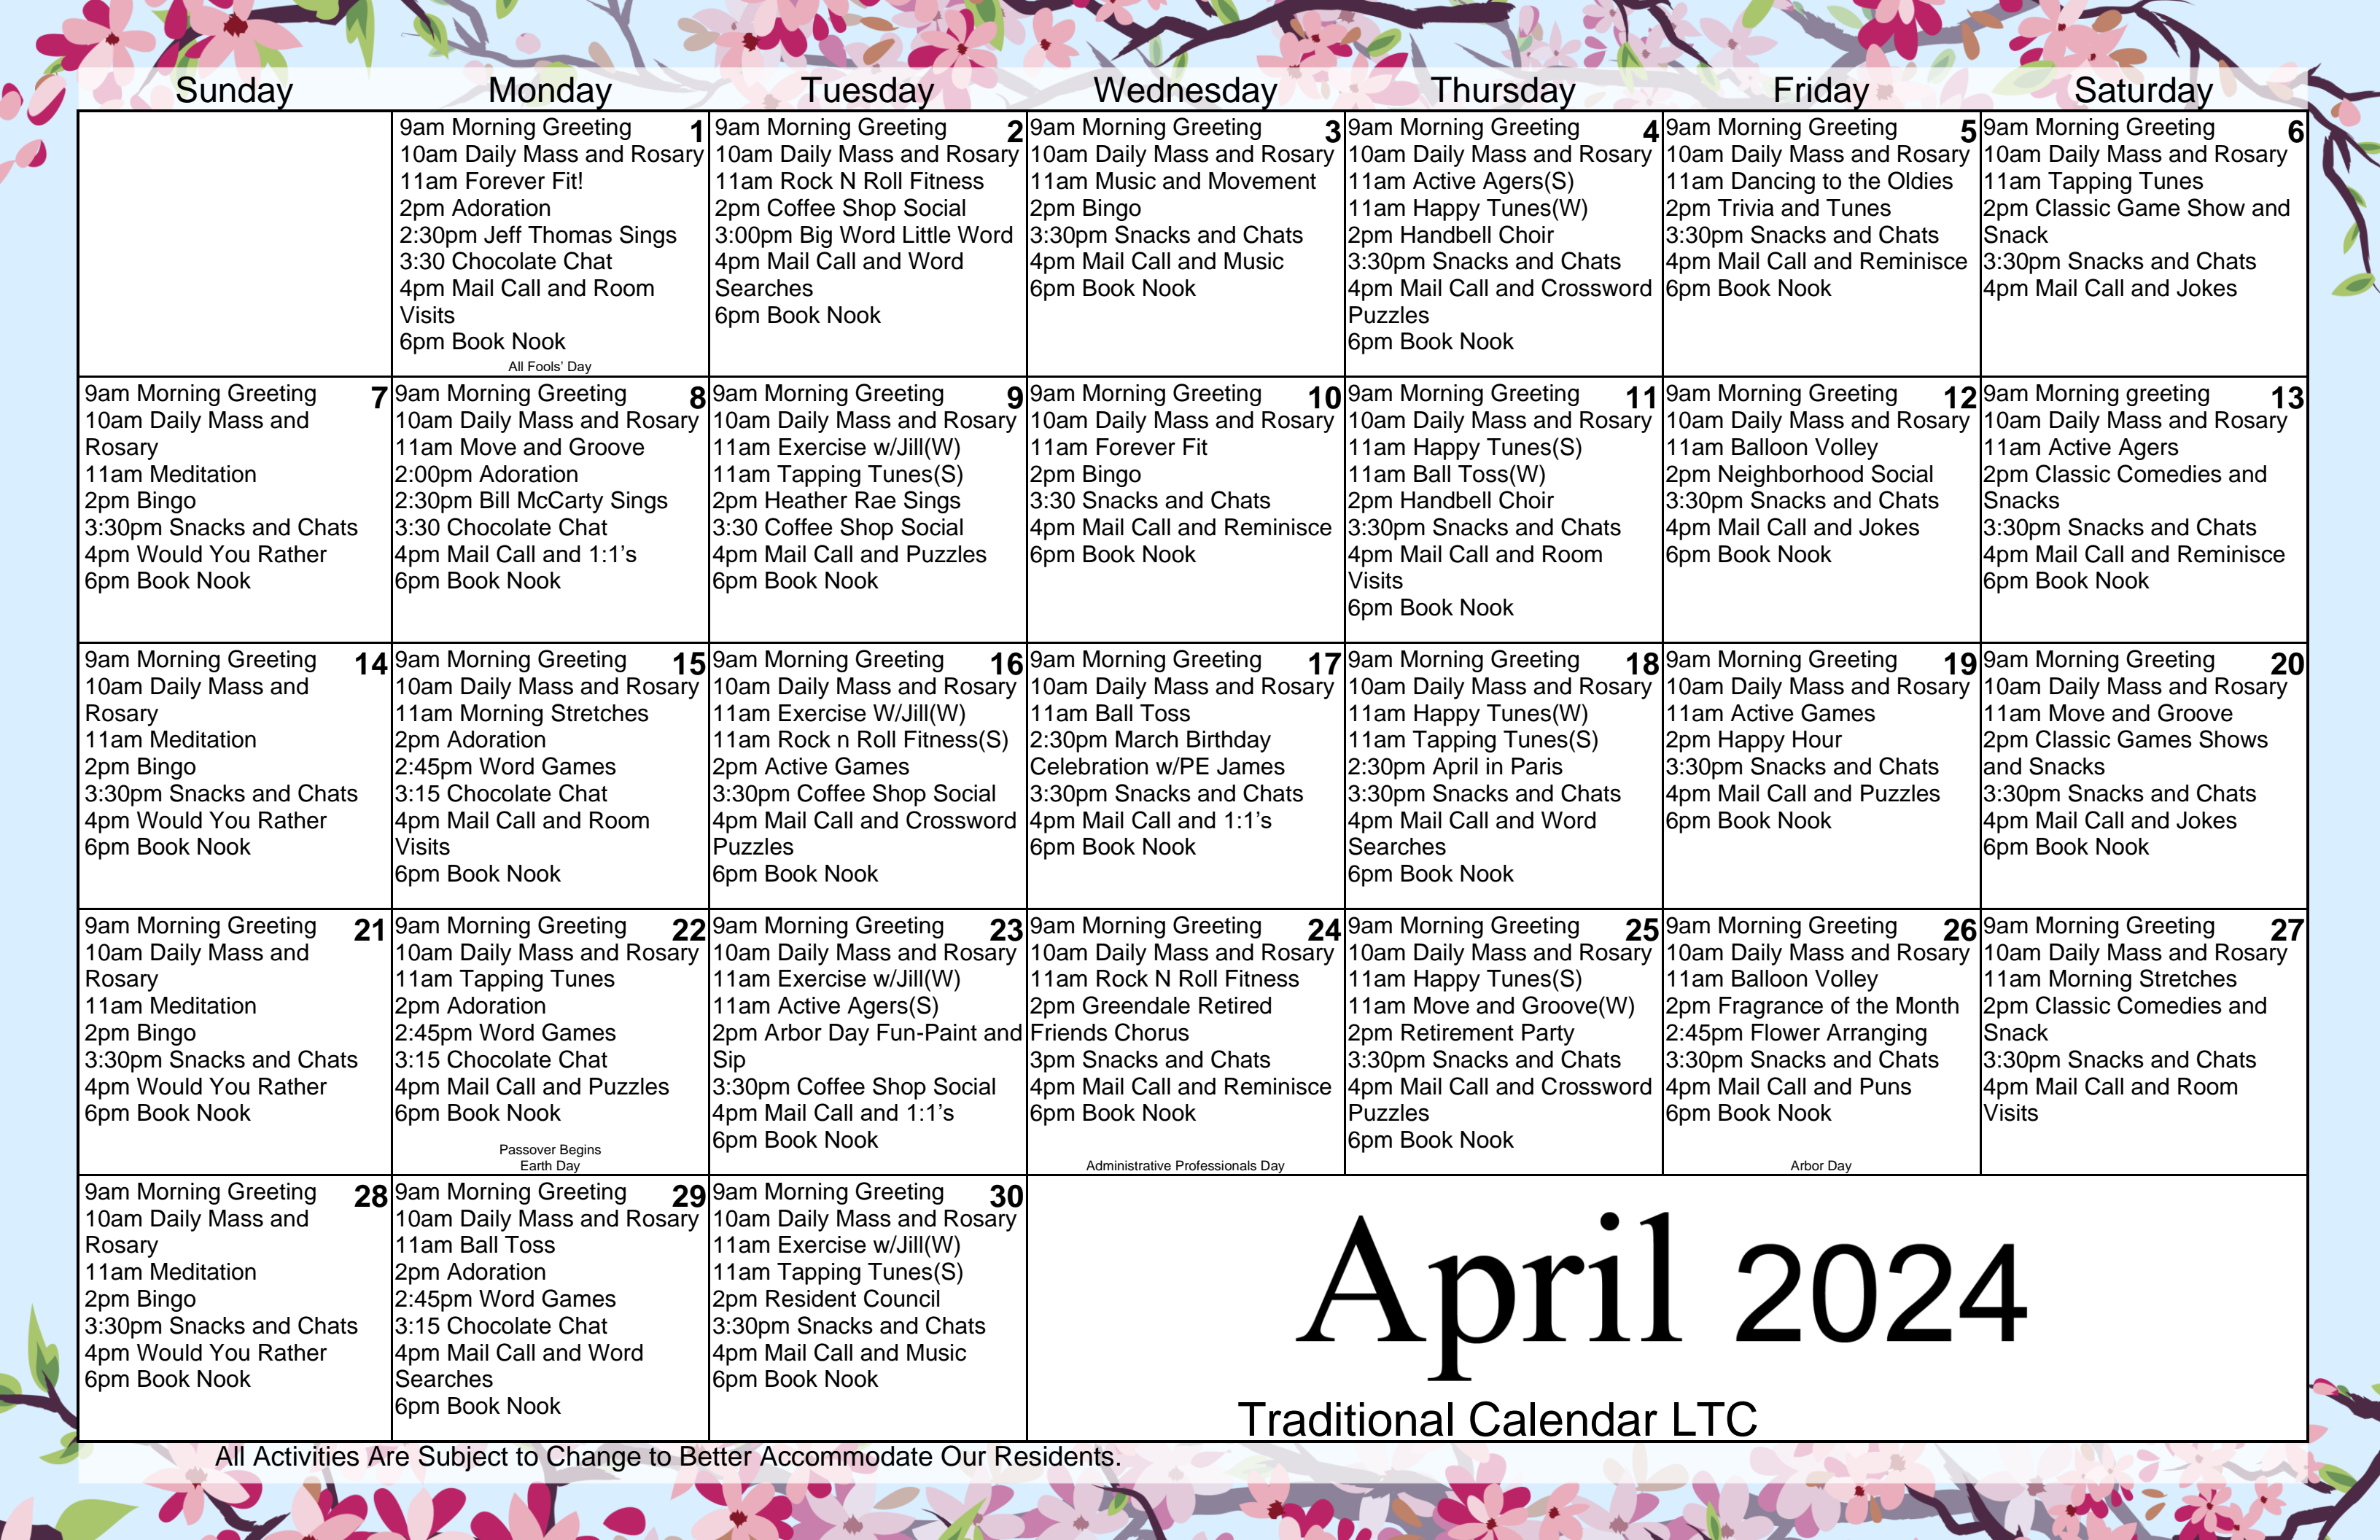 Sunday
Monday
Tuesday
Wednesday
Thursday
Friday
Saturday
1
9am Morning Greeting
10am Daily Mass and Rosary
11am Forever Fit!
2pm Adoration
2:30pm Jeff Thomas Sings
3:30 Chocolate Chat
4pm Mail Call and Room
Visits
6pm Book Nook
All Fools' Day
2
9am Morning Greeting
10am Daily Mass and Rosary
11am Rock N Roll Fitness
2pm Coffee Shop Social
3:00pm Big Word Little Word
4pm Mail Call and Word
Searches
6pm Book Nook
3
9am Morning Greeting
10am Daily Mass and Rosary
11am Music and Movement
2pm Bingo
3:30pm Snacks and Chats
4pm Mail Call and Music
6pm Book Nook
4
9am Morning Greeting
10am Daily Mass and Rosary
11am Active Agers(S)
11am Happy Tunes(W)
2pm Handbell Choir
3:30pm Snacks and Chats
4pm Mail Call and Crossword
Puzzles
6pm Book Nook
5
9am Morning Greeting
10am Daily Mass and Rosary
11am Dancing to the Oldies
2pm Trivia and Tunes
3:30pm Snacks and Chats
4pm Mail Call and Reminisce
6pm Book Nook
6
9am Morning Greeting
10am Daily Mass and Rosary
11am Tapping Tunes
2pm Classic Game Show and
Snack
3:30pm Snacks and Chats
4pm Mail Call and Jokes
7
9am Morning Greeting
10am Daily Mass and
Rosary
11am Meditation
2pm Bingo
3:30pm Snacks and Chats
4pm Would You Rather
6pm Book Nook
8
9am Morning Greeting
10am Daily Mass and Rosary
11am Move and Groove
2:00pm Adoration
2:30pm Bill McCarty Sings
3:30 Chocolate Chat
4pm Mail Call and 1:1's
6pm Book Nook
9
9am Morning Greeting
10am Daily Mass and Rosary
11am Exercise w/Jill(W)
11am Tapping Tunes(S)
2pm Heather Rae Sings
3:30 Coffee Shop Social
4pm Mail Call and Puzzles
6pm Book Nook
10
9am Morning Greeting
10am Daily Mass and Rosary
11am Forever Fit
2pm Bingo
3:30 Snacks and Chats
4pm Mail Call and Reminisce
6pm Book Nook
11
9am Morning Greeting
10am Daily Mass and Rosary
11am Happy Tunes(S)
11am Ball Toss(W)
2pm Handbell Choir
3:30pm Snacks and Chats
4pm Mail Call and Room
Visits
6pm Book Nook
12
9am Morning Greeting
10am Daily Mass and Rosary
11am Balloon Volley
2pm Neighborhood Social
3:30pm Snacks and Chats
4pm Mail Call and Jokes
6pm Book Nook
13
9am Morning greeting
10am Daily Mass and Rosary
11am Active Agers
2pm Classic Comedies and
Snacks
3:30pm Snacks and Chats
4pm Mail Call and Reminisce
6pm Book Nook
14
9am Morning Greeting
10am Daily Mass and
Rosary
11am Meditation
2pm Bingo
3:30pm Snacks and Chats
4pm Would You Rather
6pm Book Nook
15
9am Morning Greeting
10am Daily Mass and Rosary
11am Morning Stretches
2pm Adoration
2:45pm Word Games
3:15 Chocolate Chat
4pm Mail Call and Room
Visits
6pm Book Nook
16
9am Morning Greeting
10am Daily Mass and Rosary
11am Exercise W/Jill(W)
11am Rock n Roll Fitness(S)
2pm Active Games
3:30pm Coffee Shop Social
4pm Mail Call and Crossword
Puzzles
6pm Book Nook
17
9am Morning Greeting
10am Daily Mass and Rosary
11am Ball Toss
2:30pm March Birthday
Celebration w/PE James
3:30pm Snacks and Chats
4pm Mail Call and 1:1's
6pm Book Nook
18
9am Morning Greeting
10am Daily Mass and Rosary
11am Happy Tunes(W)
11am Tapping Tunes(S)
2:30pm April in Paris
3:30pm Snacks and Chats
4pm Mail Call and Word
Searches
6pm Book Nook
19
9am Morning Greeting
10am Daily Mass and Rosary
11am Active Games
2pm Happy Hour
3:30pm Snacks and Chats
4pm Mail Call and Puzzles
6pm Book Nook
20
9am Morning Greeting
10am Daily Mass and Rosary
11am Move and Groove
2pm Classic Games Shows
and Snacks
3:30pm Snacks and Chats
4pm Mail Call and Jokes
6pm Book Nook
21
9am Morning Greeting
10am Daily Mass and
Rosary
11am Meditation
2pm Bingo
3:30pm Snacks and Chats
4pm Would You Rather
6pm Book Nook
22
9am Morning Greeting
10am Daily Mass and Rosary
11am Tapping Tunes
2pm Adoration
2:45pm Word Games
3:15 Chocolate Chat
4pm Mail Call and Puzzles
6pm Book Nook
Passover Begins
Earth Day
23
9am Morning Greeting
10am Daily Mass and Rosary
11am Exercise w/Jill(W)
11am Active Agers(S)
2pm Arbor Day Fun-Paint and
Sip
3:30pm Coffee Shop Social
4pm Mail Call and 1:1's
6pm Book Nook
24
9am Morning Greeting
10am Daily Mass and Rosary
11am Rock N Roll Fitness
2pm Greendale Retired
Friends Chorus
3pm Snacks and Chats
4pm Mail Call and Reminisce
6pm Book Nook
Administrative Professionals Day
25
9am Morning Greeting
10am Daily Mass and Rosary
11am Happy Tunes(S)
11am Move and Groove(W)
2pm Retirement Party
3:30pm Snacks and Chats
4pm Mail Call and Crossword
Puzzles
6pm Book Nook
26
9am Morning Greeting
10am Daily Mass and Rosary
11am Balloon Volley
2pm Fragrance of the Month
2:45pm Flower Arranging
3:30pm Snacks and Chats
4pm Mail Call and Puns
6pm Book Nook
Arbor Day
27
9am Morning Greeting
10am Daily Mass and Rosary
11am Morning Stretches
2pm Classic Comedies and
Snack
3:30pm Snacks and Chats
4pm Mail Call and Room
Visits
28
9am Morning Greeting
10am Daily Mass and
Rosary
11am Meditation
2pm Bingo
3:30pm Snacks and Chats
4pm Would You Rather
6pm Book Nook
29
9am Morning Greeting
10am Daily Mass and Rosary
11am Ball Toss
2pm Adoration
2:45pm Word Games
3:15 Chocolate Chat
4pm Mail Call and Word
Searches
6pm Book Nook
30
9am Morning Greeting
10am Daily Mass and Rosary
11am Exercise w/Jill(W)
11am Tapping Tunes(S)
2pm Resident Council
3:30pm Snacks and Chats
4pm Mail Call and Music
6pm Book Nook
April 2024
Traditional Calendar LTC
All Activities Are Subject to Change to Better Accommodate Our Residents.